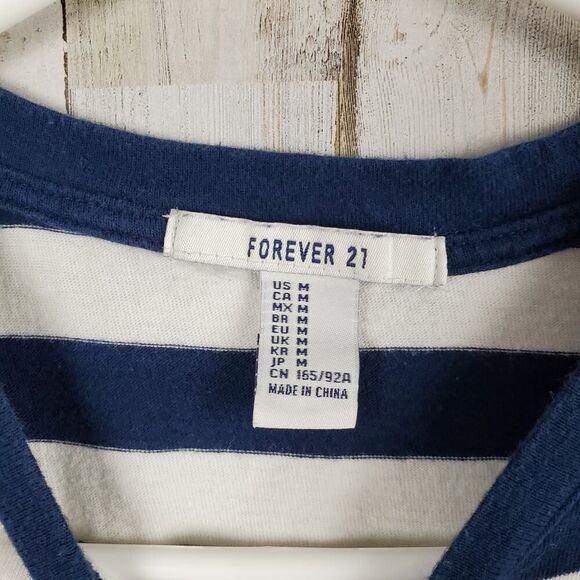 FOREVER 21
US M
CA M
MX M
BR M
EU M
UK M
KR M
JP M
CN 165/92A
MADE IN CHINA